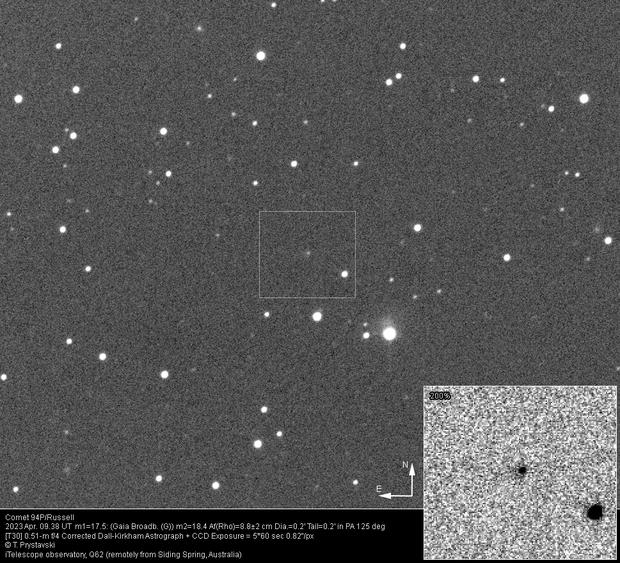 200%
N
E
Comet 94P/Russell
2023 Apr. 09.38 UT m1=17.5: (Gaia Broadb. (G)) m2=18.4 Af(Rho)=8.8±2 cm Dia.=0.2' Tail=0.2' in PA 125 deg
[T30] 0.51-m f/4 Corrected Dall-Kirkham Astrograph + CCD Exposure = 5*60 sec 0.82"/px
© T. Prystavski
iTelescope observatory, Q62 (remotely from Siding Spring, Australia)